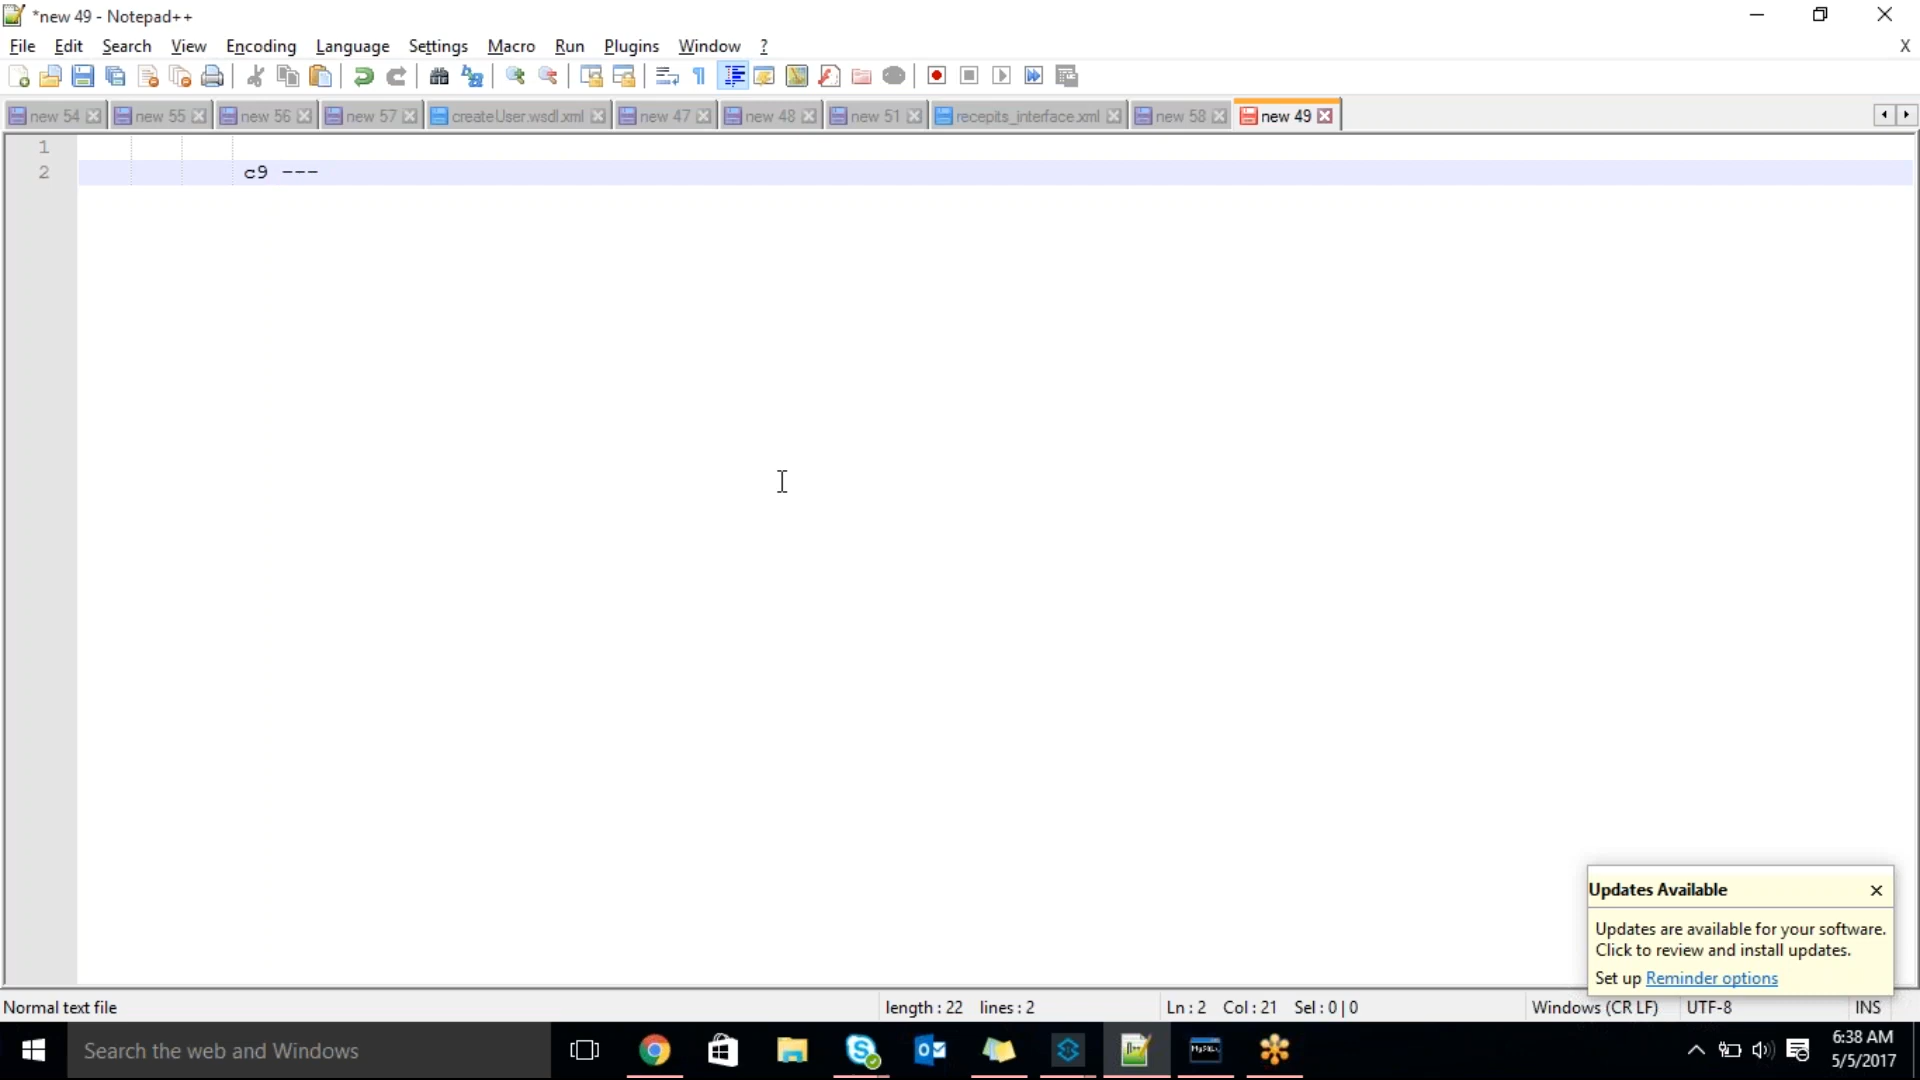 *new 49 - Notepad++
File Edit Search View Encoding Language Settings Macro Run Plugins Window ? X
new 54 new 55 new 56 new 57 createUser.wsdl.xml new 47 new 48 new 51 recepits_interface.xml new 58 new 49
1
2 c9 ---
Updates Available
Updates are available for your software.
Click to review and install updates.
Set up Reminder options
Normal text file length : 22 lines : 2 Ln : 2 Col : 21 Sel : 0 | 0 Windows (CR LF) UTF-8 INS
Search the web and Windows
6:38 AM
5/5/2017